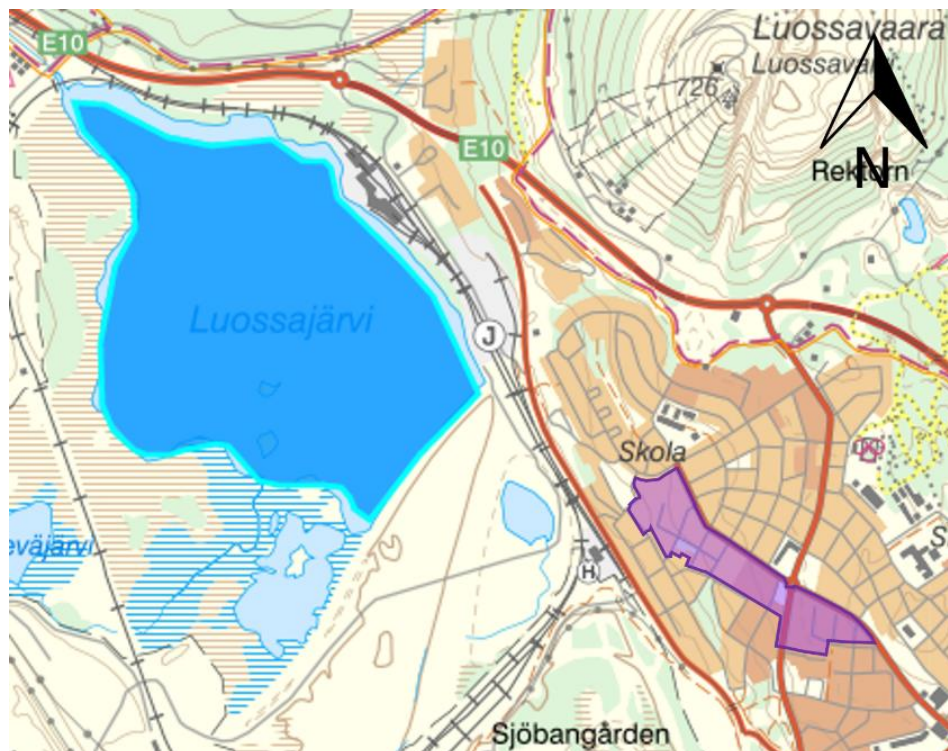 Luossavaara
E10
Luossavaara
726
E10
Rektorn
N
Luossajärvi
J
Skola
eväjärvi
S
H
Sjöbangården